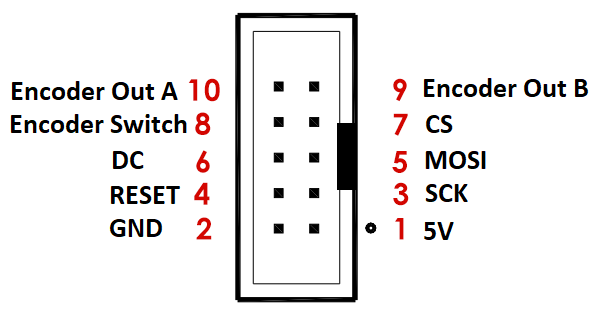 Encoder Out A 10 9 Encoder Out B
Encoder Switch 8 7 CS
DC 6 5 MOSI
RESET 4 3 SCK
GND 2 1 5V